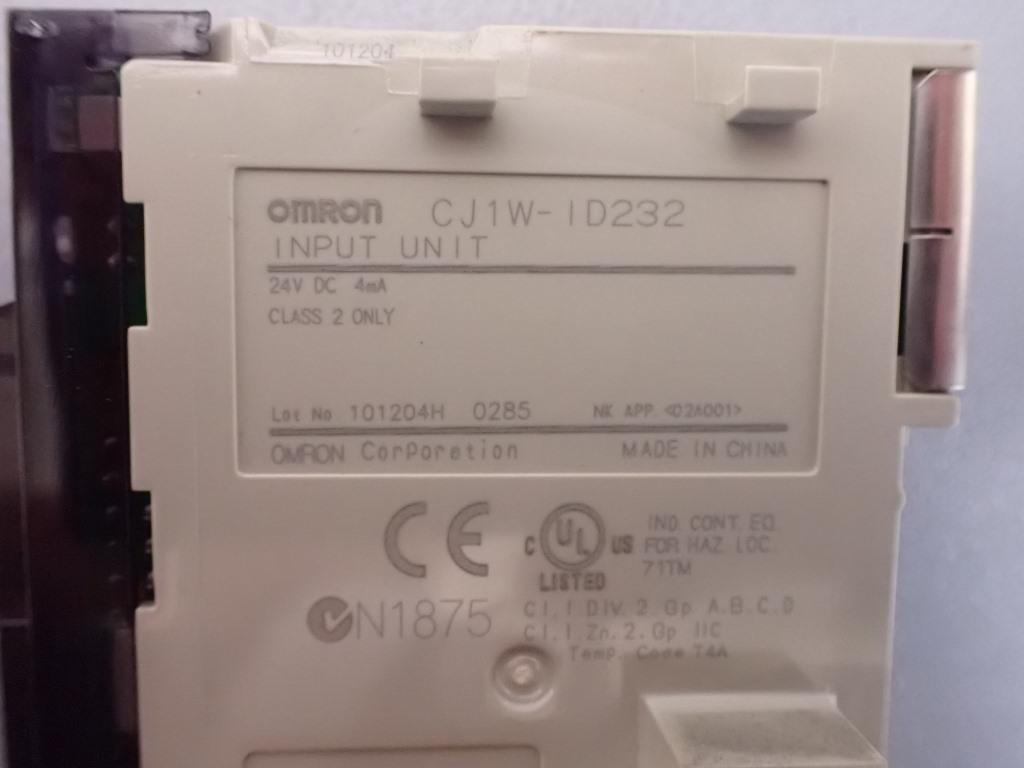 101204
OMRON CJ1W-ID232
INPUT UNIT
24V DC 4mA
CLASS 2 ONLY
Lot No 101204H 0285 NK APP. <02A001>
OMRON Corporation MADE IN CHINA
CE
C UL US
LISTED
IND. CONT. EQ.
FOR HAZ. LOC.
71TM
N1875
Cl. I DIV. 2. Gp. A.B.C.D
Cl. I. Zn. 2. Gp IIC
Temp. Code T4A